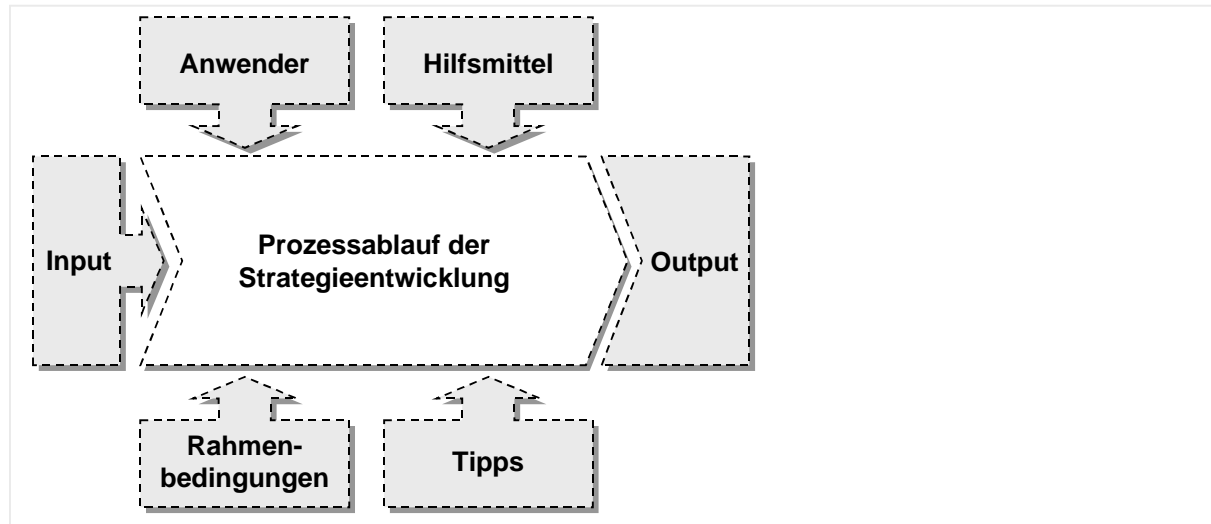 Anwender
Hilfsmittel
Input
Prozessablauf der
Strategieentwicklung
Output
Rahmen-
bedingungen
Tipps